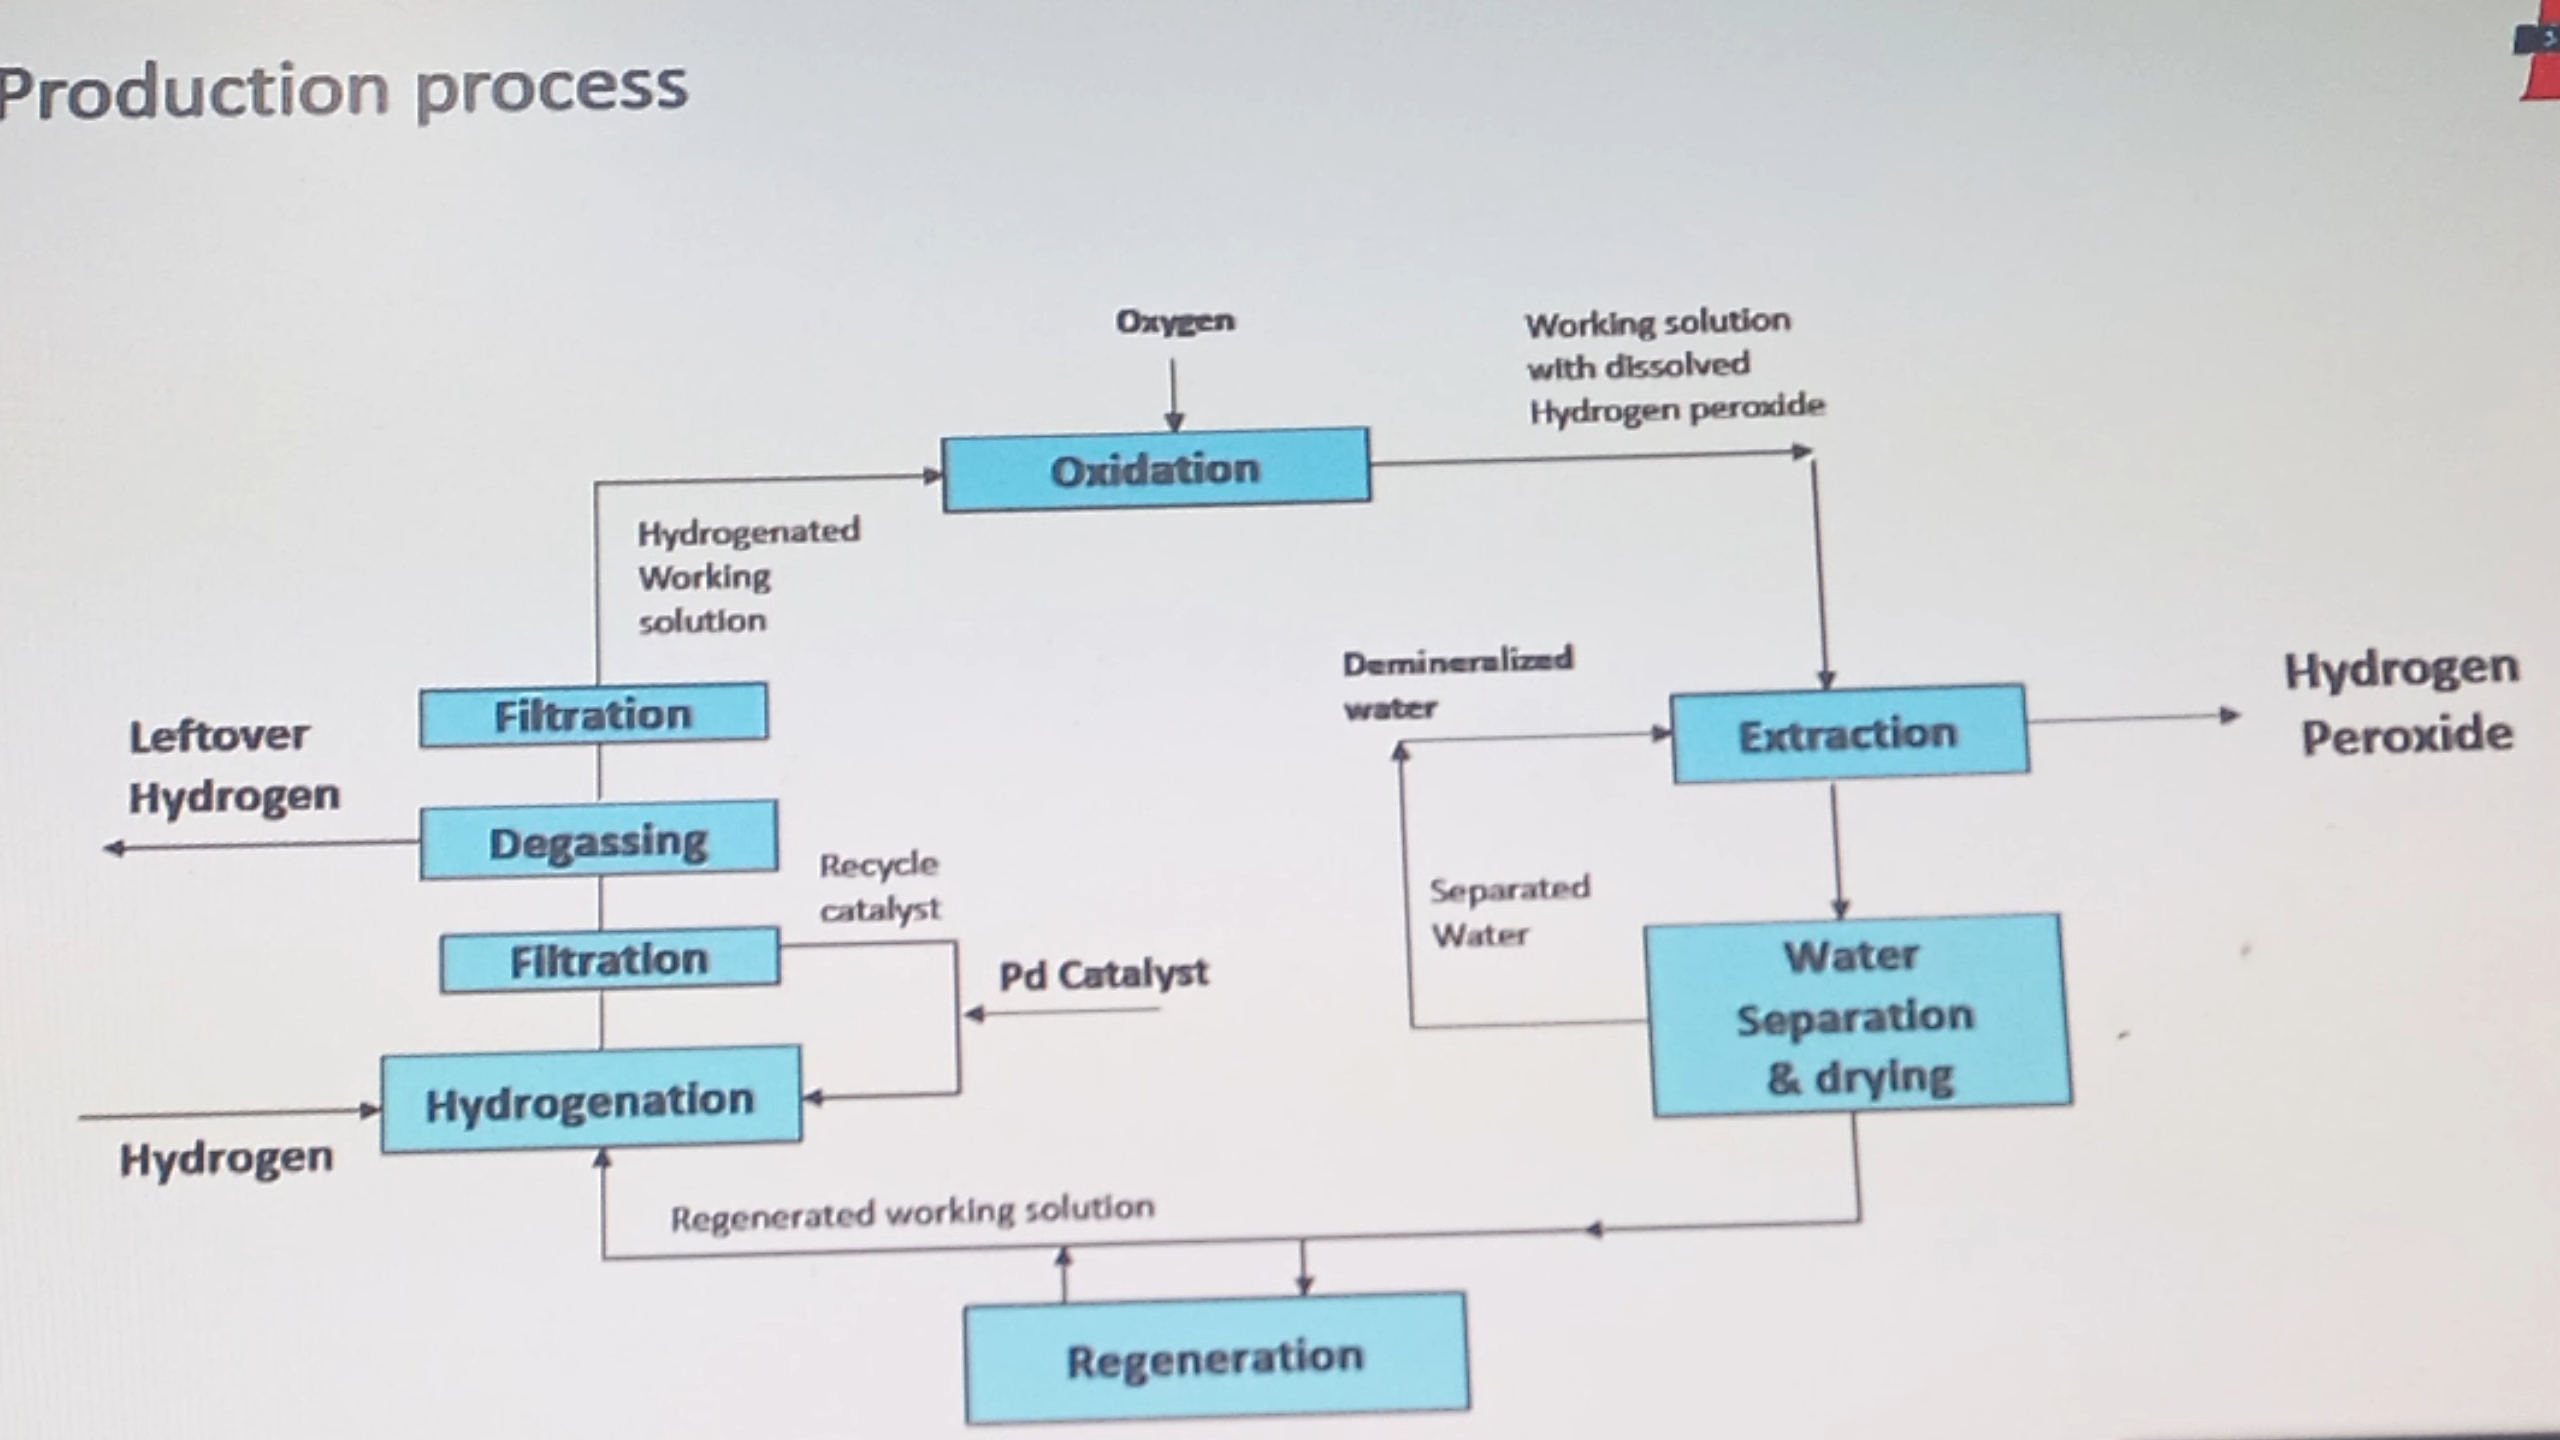 Production process
Oxygen
Working solution
with dissolved
Hydrogen peroxide
Oxidation
Hydrogenated
Working
solution
Demineralized
water
Hydrogen
Peroxide
Extraction
Filtration
Leftover
Hydrogen
Degassing
Recycle
catalyst
Separated
Water
Filtration
Pd Catalyst
Water
Separation
& drying
Hydrogenation
Hydrogen
Regenerated working solution
Regeneration